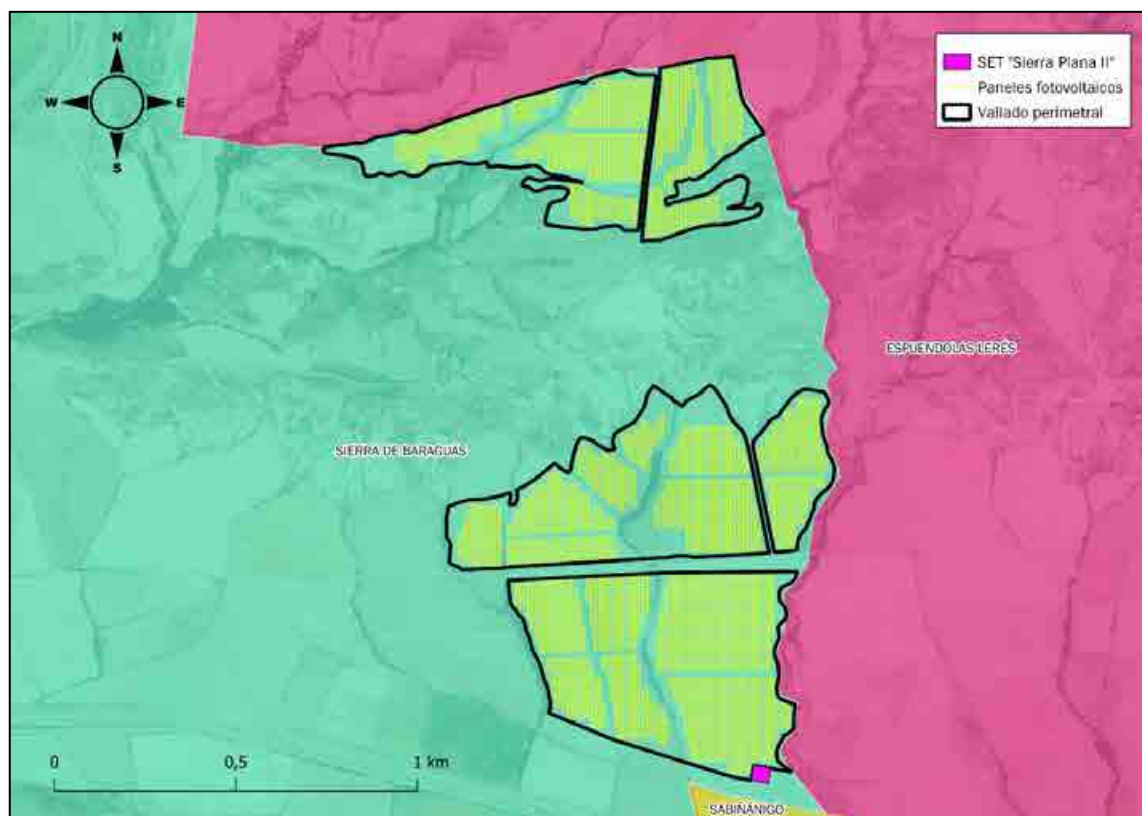 N
W E
S
SET "Sierra Plana II"
Paneles fotovoltaicos
Vallado perimetral
ESPUENDOLAS LERES
SIERRA DE BARAGUAS
0 0,5 1 km
SABIÑÁNIGO